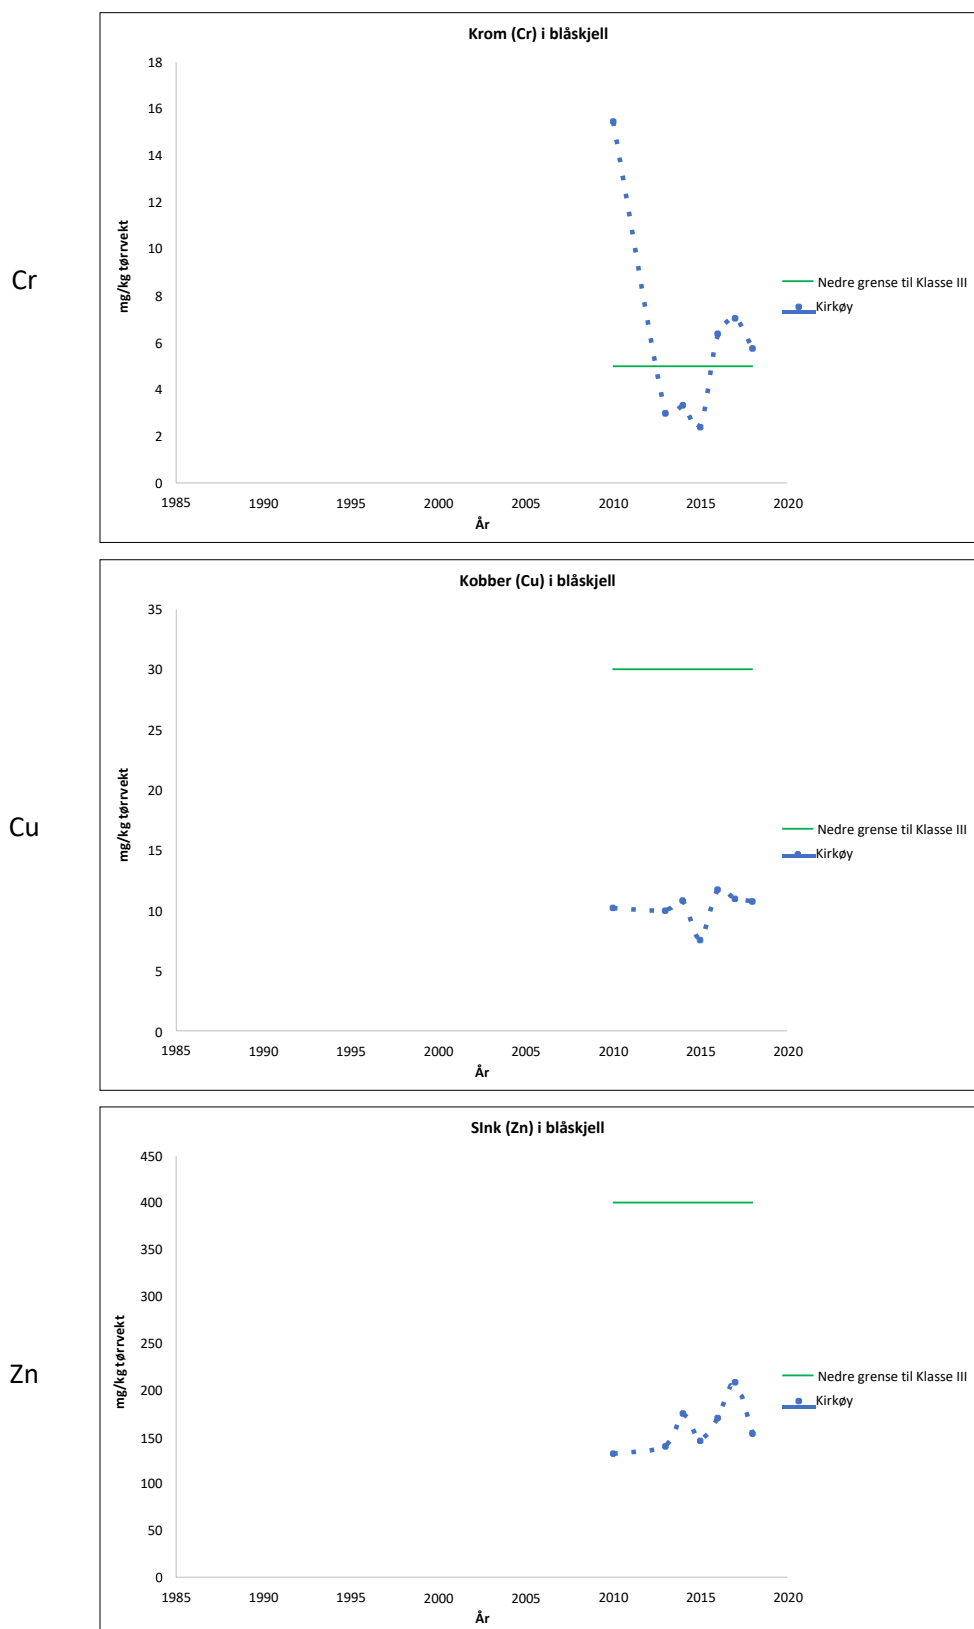 Krom (Cr) i blåskjell
18
16
14
12
10
8
6
4
2
0
mg/kg tørrvekt
Cr
1985 1990 1995 2000 2005 2010 2015 2020
År
Nedre grense til Klasse III
Kirkøy
Kobber (Cu) i blåskjell
35
30
25
20
15
10
5
0
mg/kg tørrvekt
Cu
1985 1990 1995 2000 2005 2010 2015 2020
År
Nedre grense til Klasse III
Kirkøy
SInk (Zn) i blåskjell
450
400
350
300
250
200
150
100
50
0
mg/kg tørrvekt
Zn
1985 1990 1995 2000 2005 2010 2015 2020
År
Nedre grense til Klasse III
Kirkøy